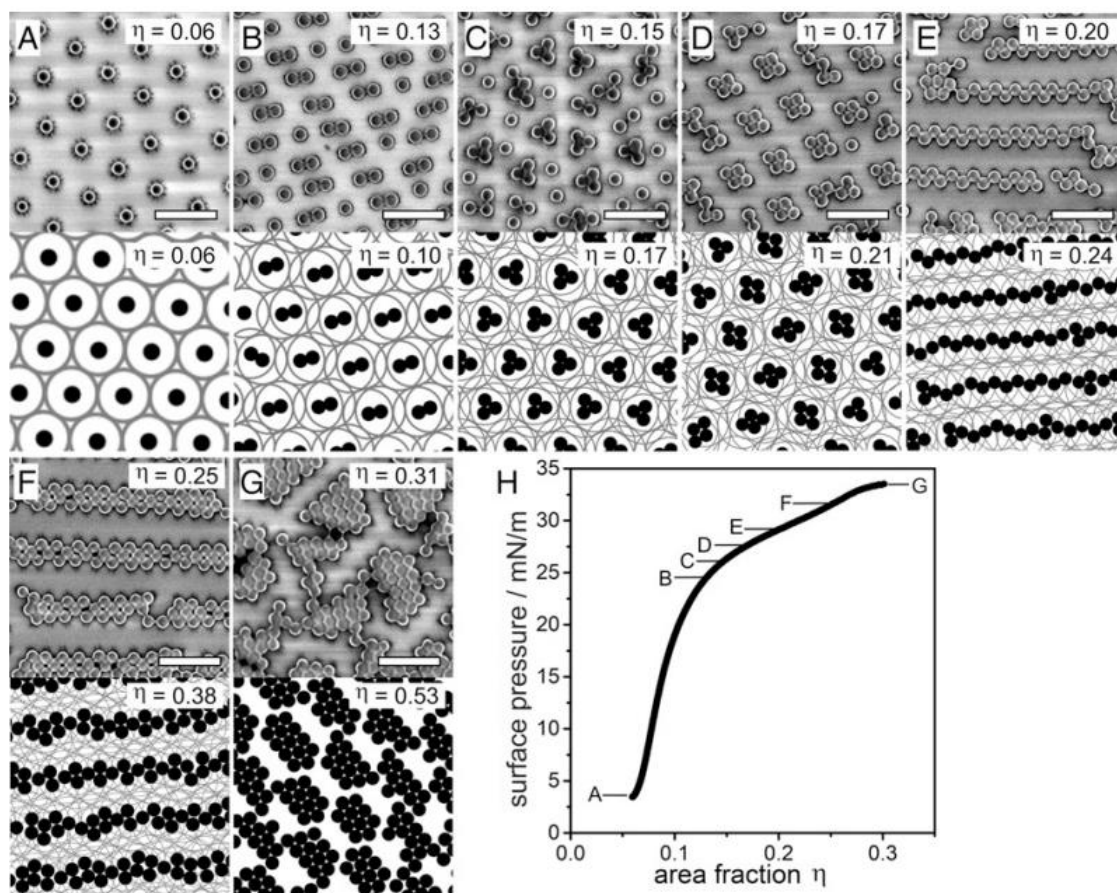 A η = 0.06
B η = 0.13
C η = 0.15
D η = 0.17
E η = 0.20
η = 0.06
η = 0.10
η = 0.17
η = 0.21
η = 0.24
F η = 0.25
G η = 0.31
η = 0.38
η = 0.53
H
35
30
25
20
15
10
5
0
surface pressure / mN/m
A
B
C
D
E
F
G
0.0 0.1 0.2 0.3
area fraction η